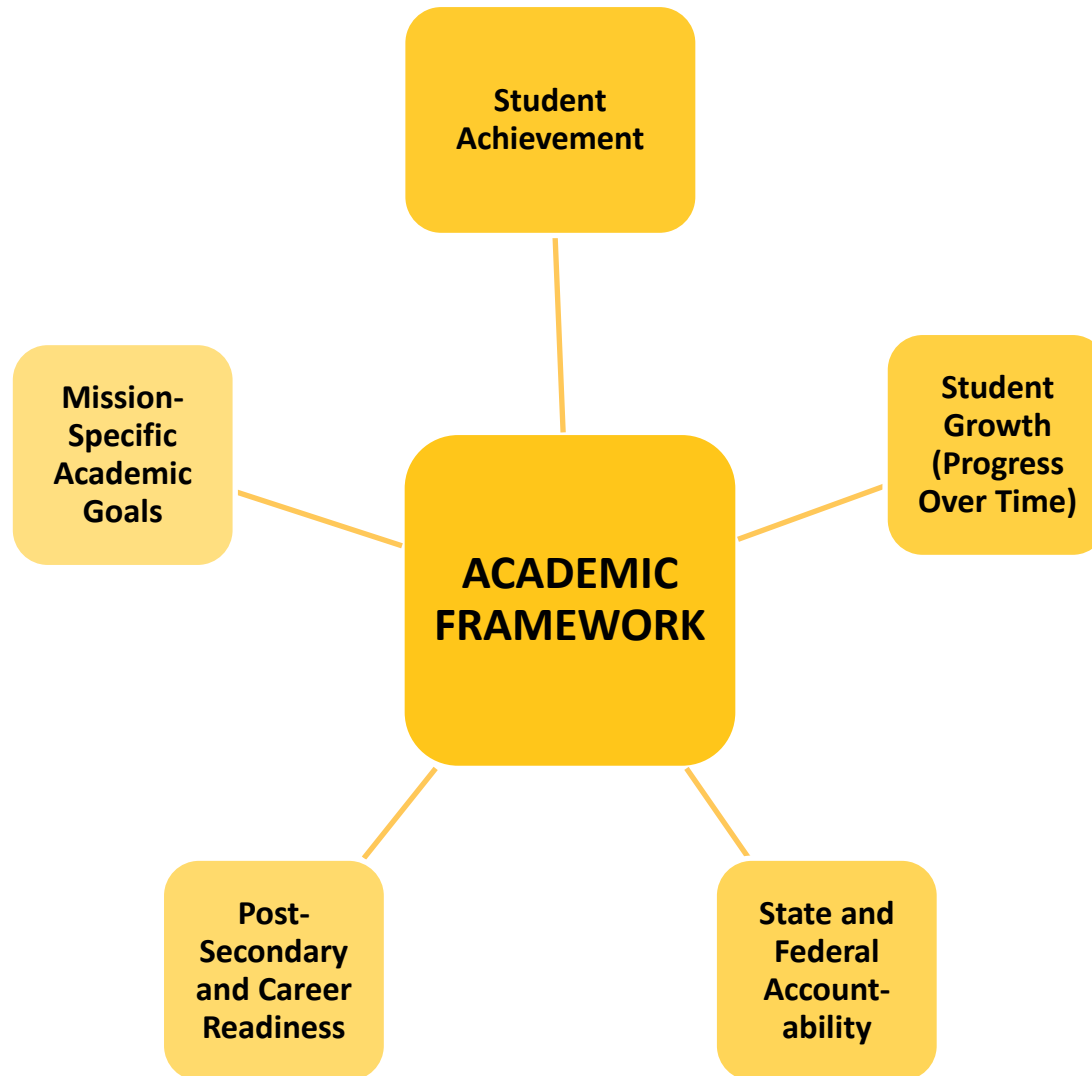 Student
Achievement
Mission-
Specific
Academic
Goals
Student
Growth
(Progress
Over Time)
ACADEMIC
FRAMEWORK
Post-
Secondary
and Career
Readiness
State and
Federal
Account-
ability